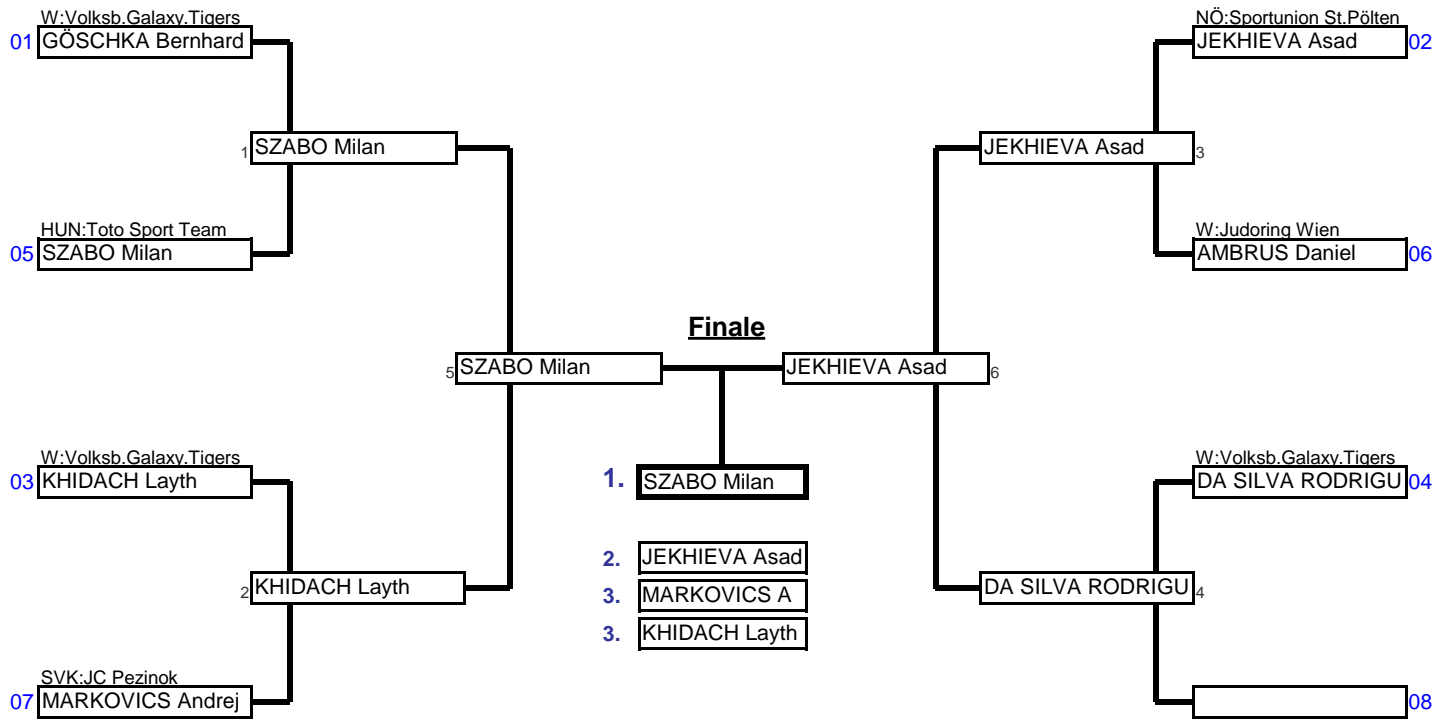 W:Volksb.Galaxy.Tigers
01 GÖSCHKA Bernhard
1 SZABO Milan
HUN:Toto Sport Team
05 SZABO Milan
5 SZABO Milan
W:Volksb.Galaxy.Tigers
03 KHIDACH Layth
2 KHIDACH Layth
SVK:JC Pezinok
07 MARKOVICS Andrej
Finale
1. SZABO Milan
2. JEKHIEVA Asad
3. MARKOVICS A
3. KHIDACH Layth
NÖ:Sportunion St.Pölten
JEKHIEVA Asad 02
JEKHIEVA Asad 3
W:Judoring Wien
AMBRUS Daniel 06
JEKHIEVA Asad 6
W:Volksb.Galaxy.Tigers
DA SILVA RODRIGU 04
DA SILVA RODRIGU 4
08